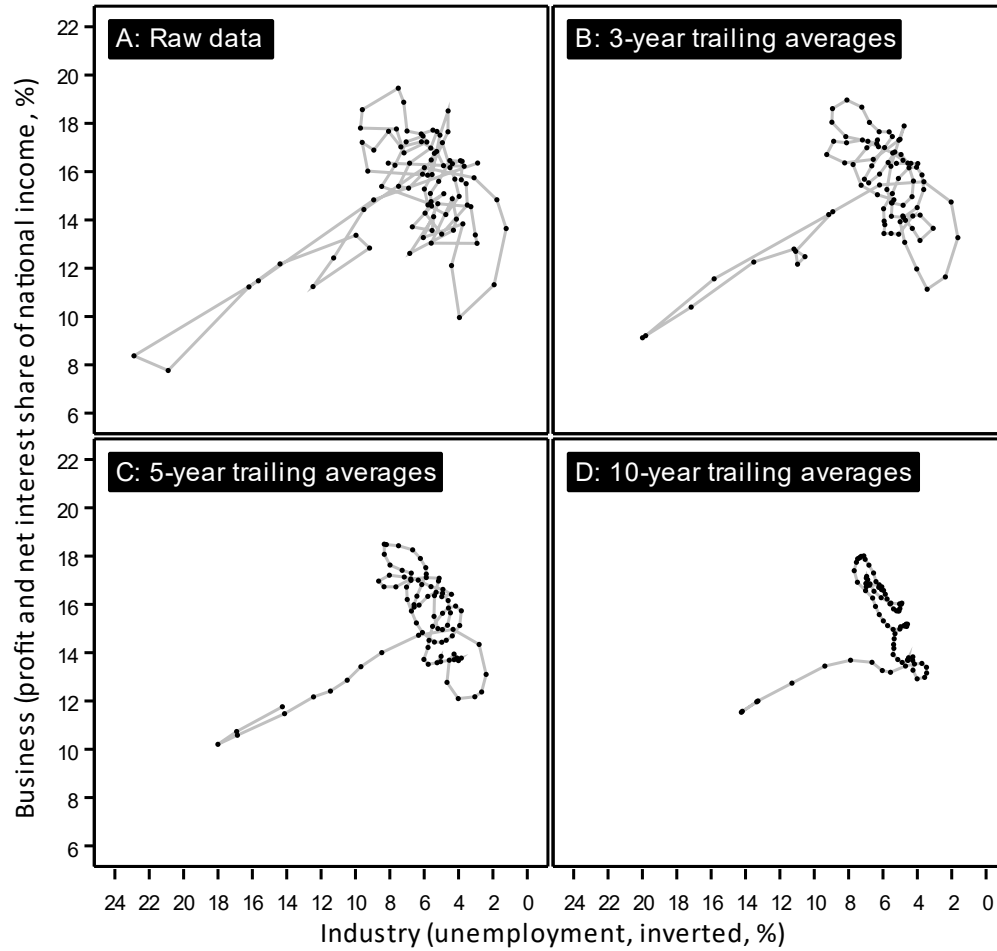 A: Raw data
B: 3-year trailing averages
22
20
18
16
14
12
10
8
6
C: 5-year trailing averages
D: 10-year trailing averages
22
20
18
16
14
12
10
8
6
Business (profit and net interest share of national income, %)
24 22 20 18 16 14 12 10 8 6 4 2 0 24 22 20 18 16 14 12 10 8 6 4 2 0
Industry (unemployment, inverted, %)